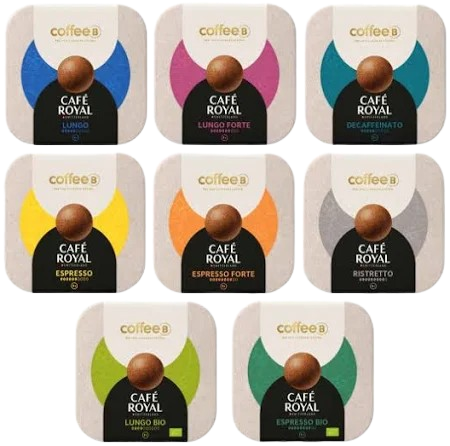 coffee B
CAFÉ
ROYAL
LUNGO
coffee B
CAFÉ
ROYAL
LUNGO FORTE
coffee B
CAFÉ
ROYAL
DECAFFEINATO
coffee B
CAFÉ
ROYAL
ESPRESSO
coffee B
CAFÉ
ROYAL
ESPRESSO FORTE
coffee B
CAFÉ
ROYAL
RISTRETTO
coffee B
CAFÉ
ROYAL
LUNGO BIO
coffee B
CAFÉ
ROYAL
ESPRESSO BIO